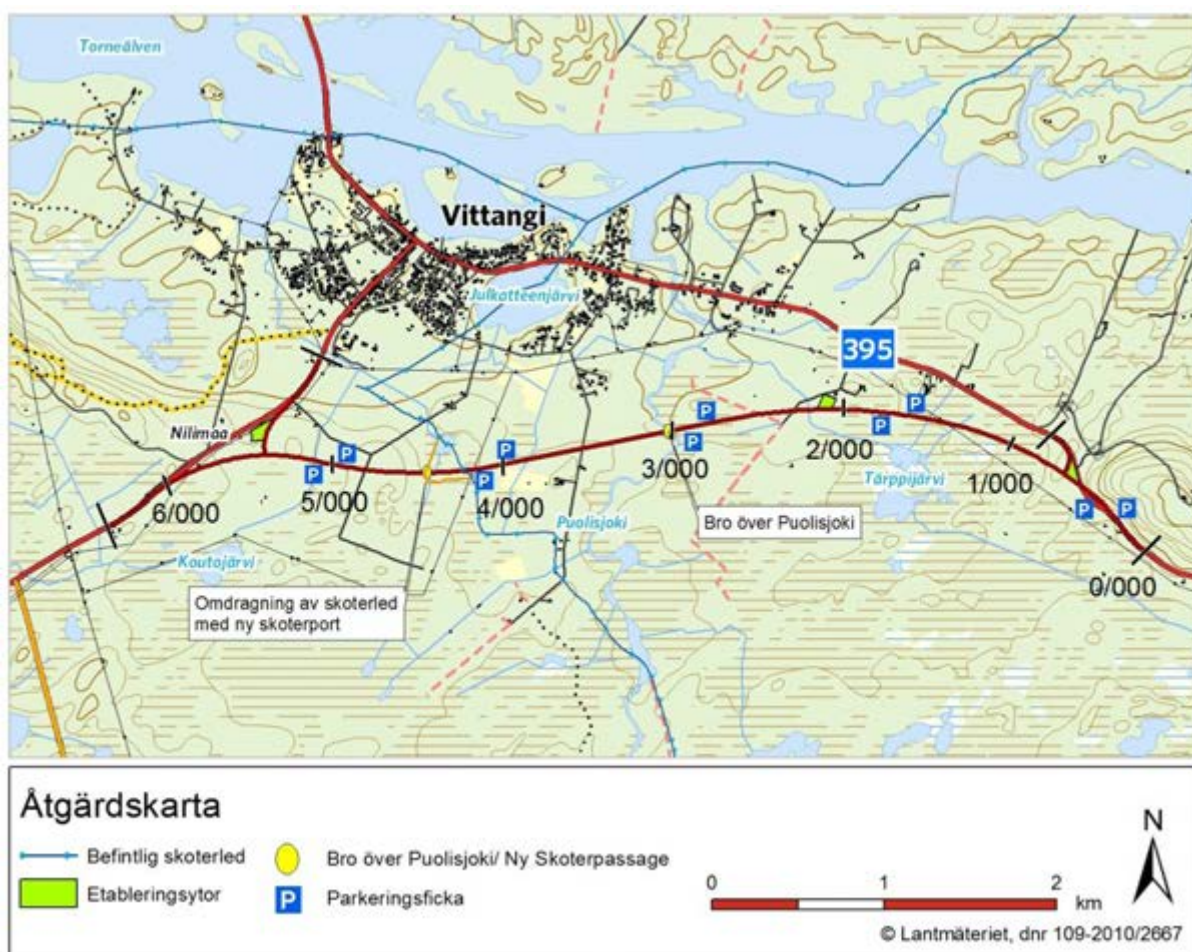 Torneälven
Vittangi
Julkatteenjärvi
395
Nilimaa
P
P
P
P
P
P
P
P
P
P
6/000
5/000
4/000
3/000
2/000
1/000
0/000
Tärppijärvi
Bro över Puolisjoki
Puolisjoki
Koutojärvi
Omdragning av skoterled
med ny skoterport
Åtgärdskarta
Befintlig skoterled
Bro över Puolisjoki/ Ny Skoterpassage
Etableringsytor
P Parkeringsficka
0 1 2
km
N
© Lantmäteriet, dnr 109-2010/2667